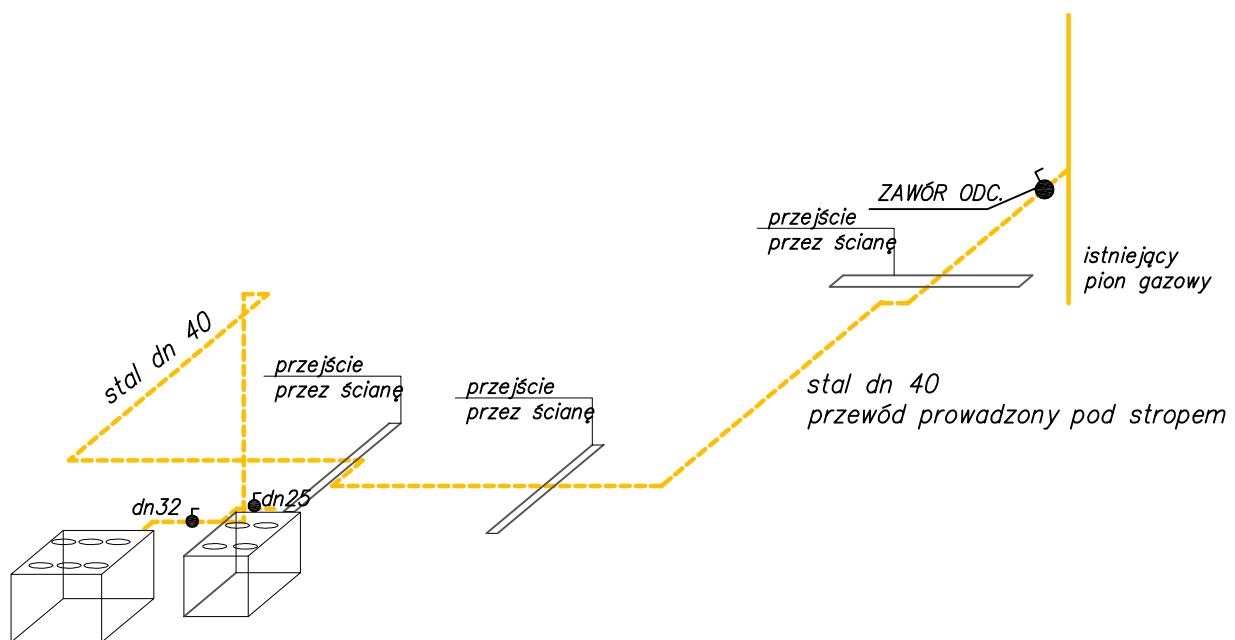 ZAWÓR ODC.
przejście
przez ścianę
istniejący
pion gazowy
stal dn 40
przejście
przez ścianę
przejście
przez ścianę
stal dn 40
przewód prowadzony pod stropem
dn32
dn25